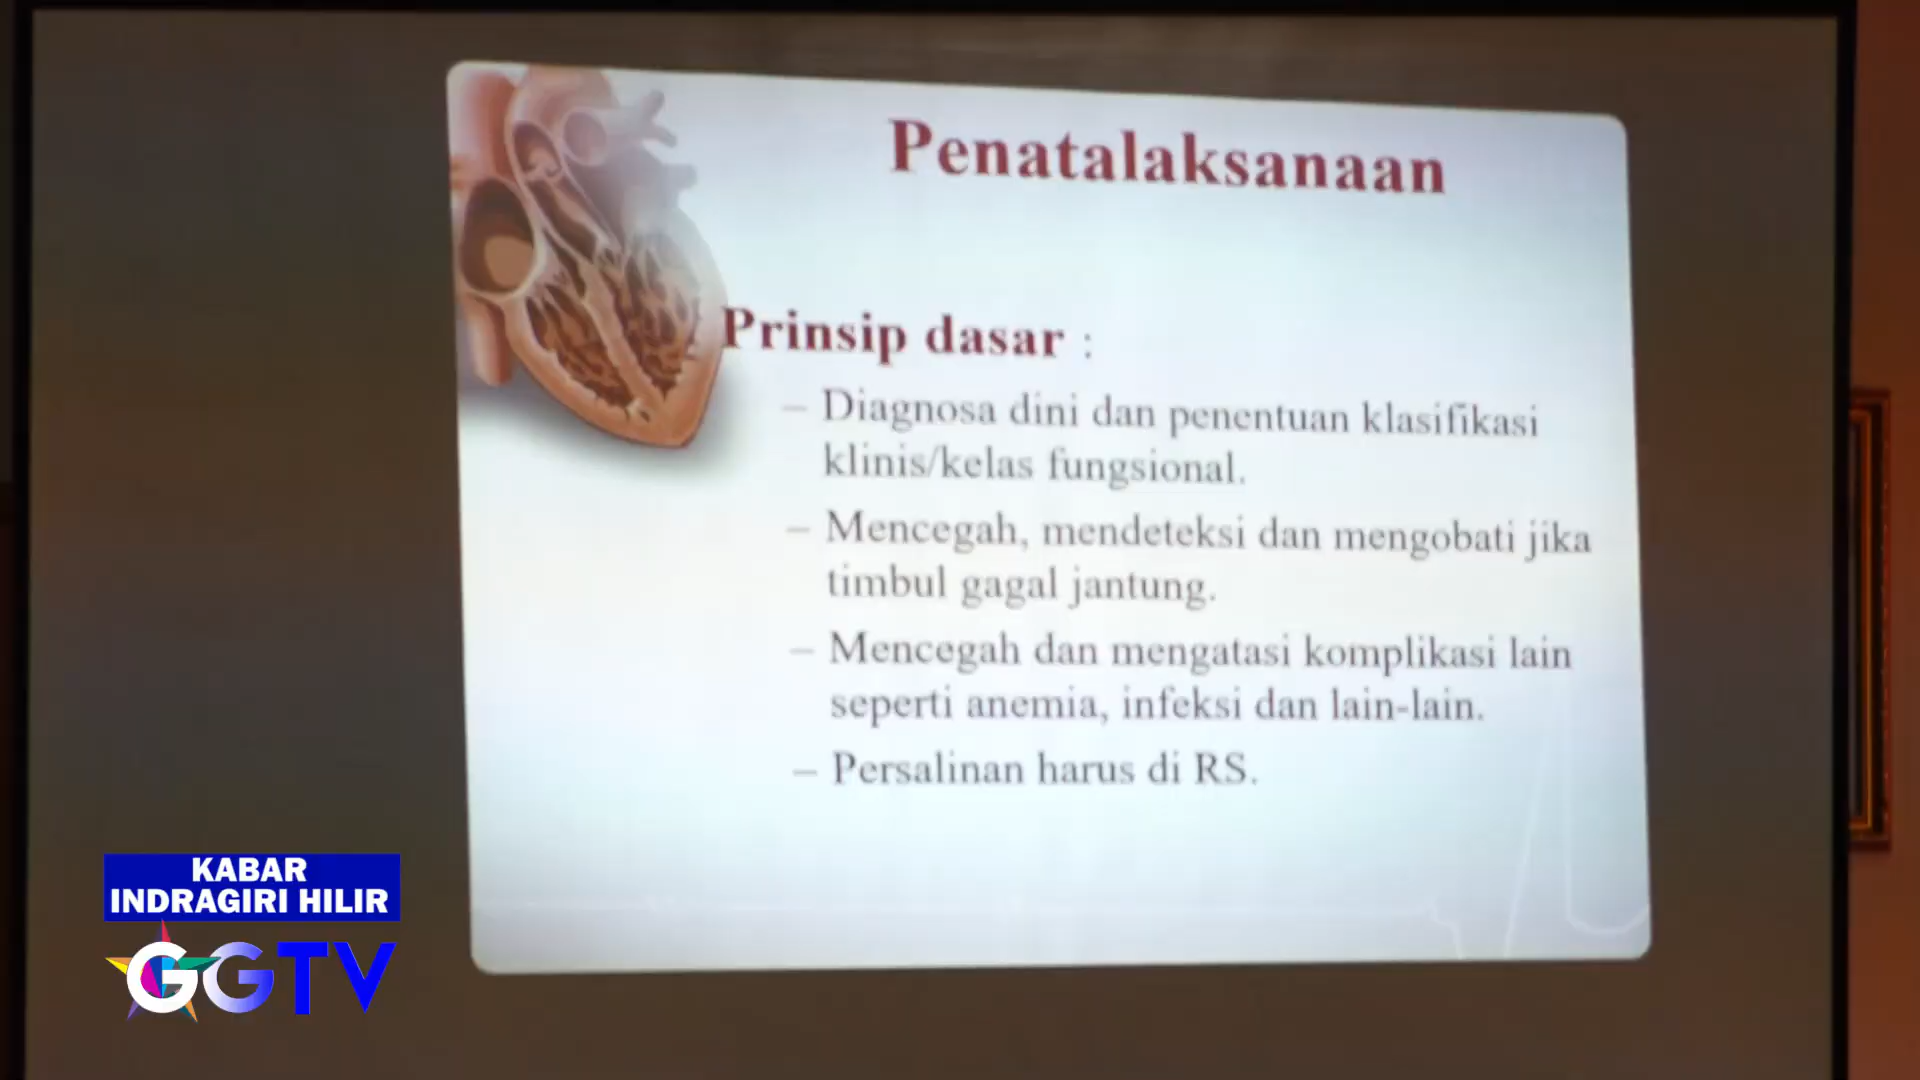 Penatalaksanaan
Prinsip dasar :
– Diagnosa dini dan penentuan klasifikasi
klinis/kelas fungsional.
– Mencegah, mendeteksi dan mengobati jika
timbul gagal jantung.
– Mencegah dan mengatasi komplikasi lain
seperti anemia, infeksi dan lain-lain.
– Persalinan harus di RS.
KABAR
INDRAGIRI HILIR
GGTV